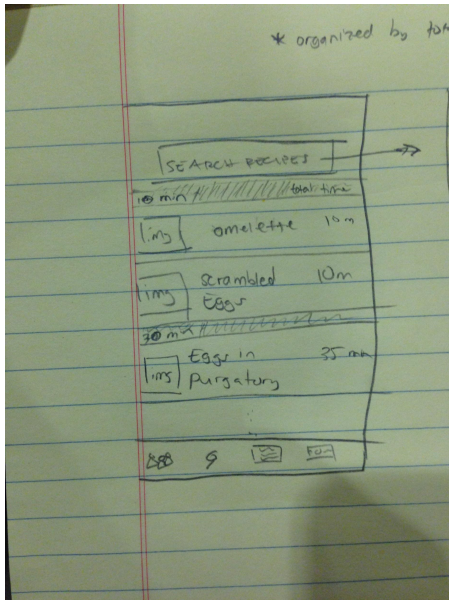 * organized by
SEARCH RECIPES
10 min total time
img omelette 10m
img scrambled 10m
Eggs
30 m
img Eggs in 35 min
Purgatory